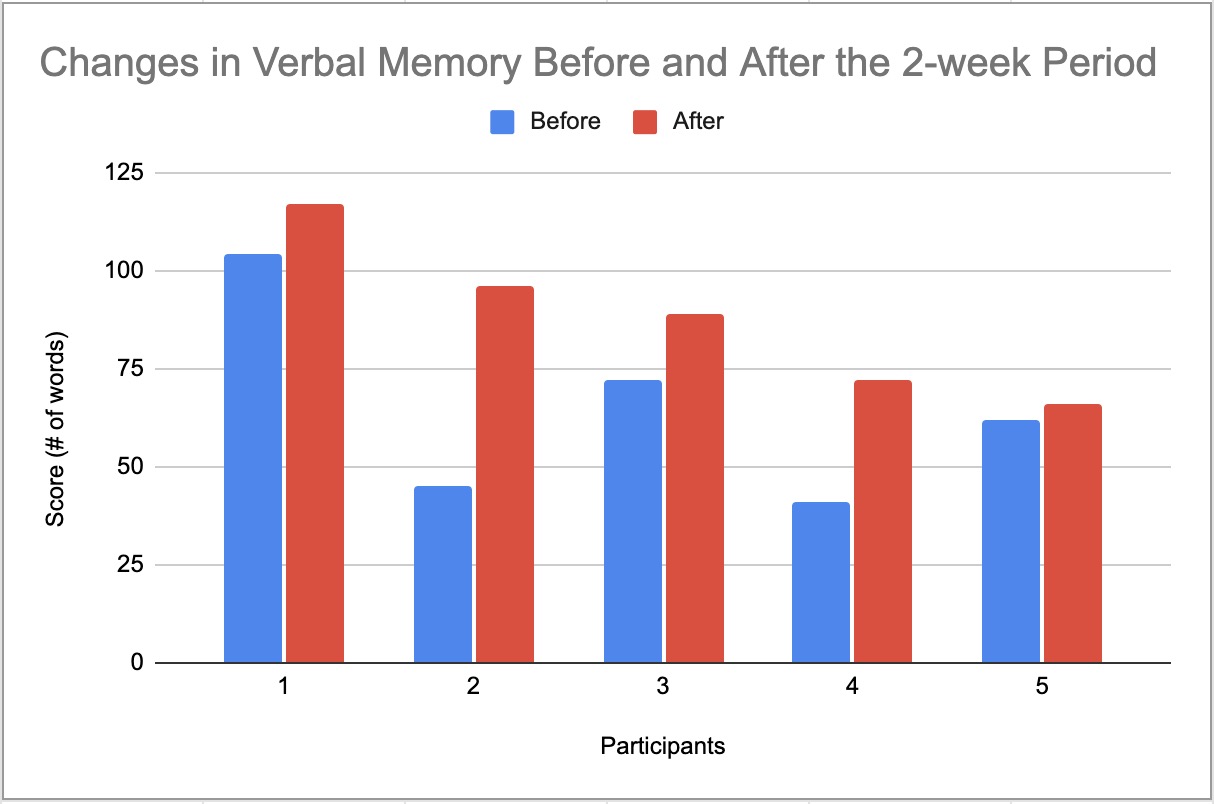 Changes in Verbal Memory Before and After the 2-week Period
Before After
125
100
75
50
25
0
Score (# of words)
1 2 3 4 5
Participants